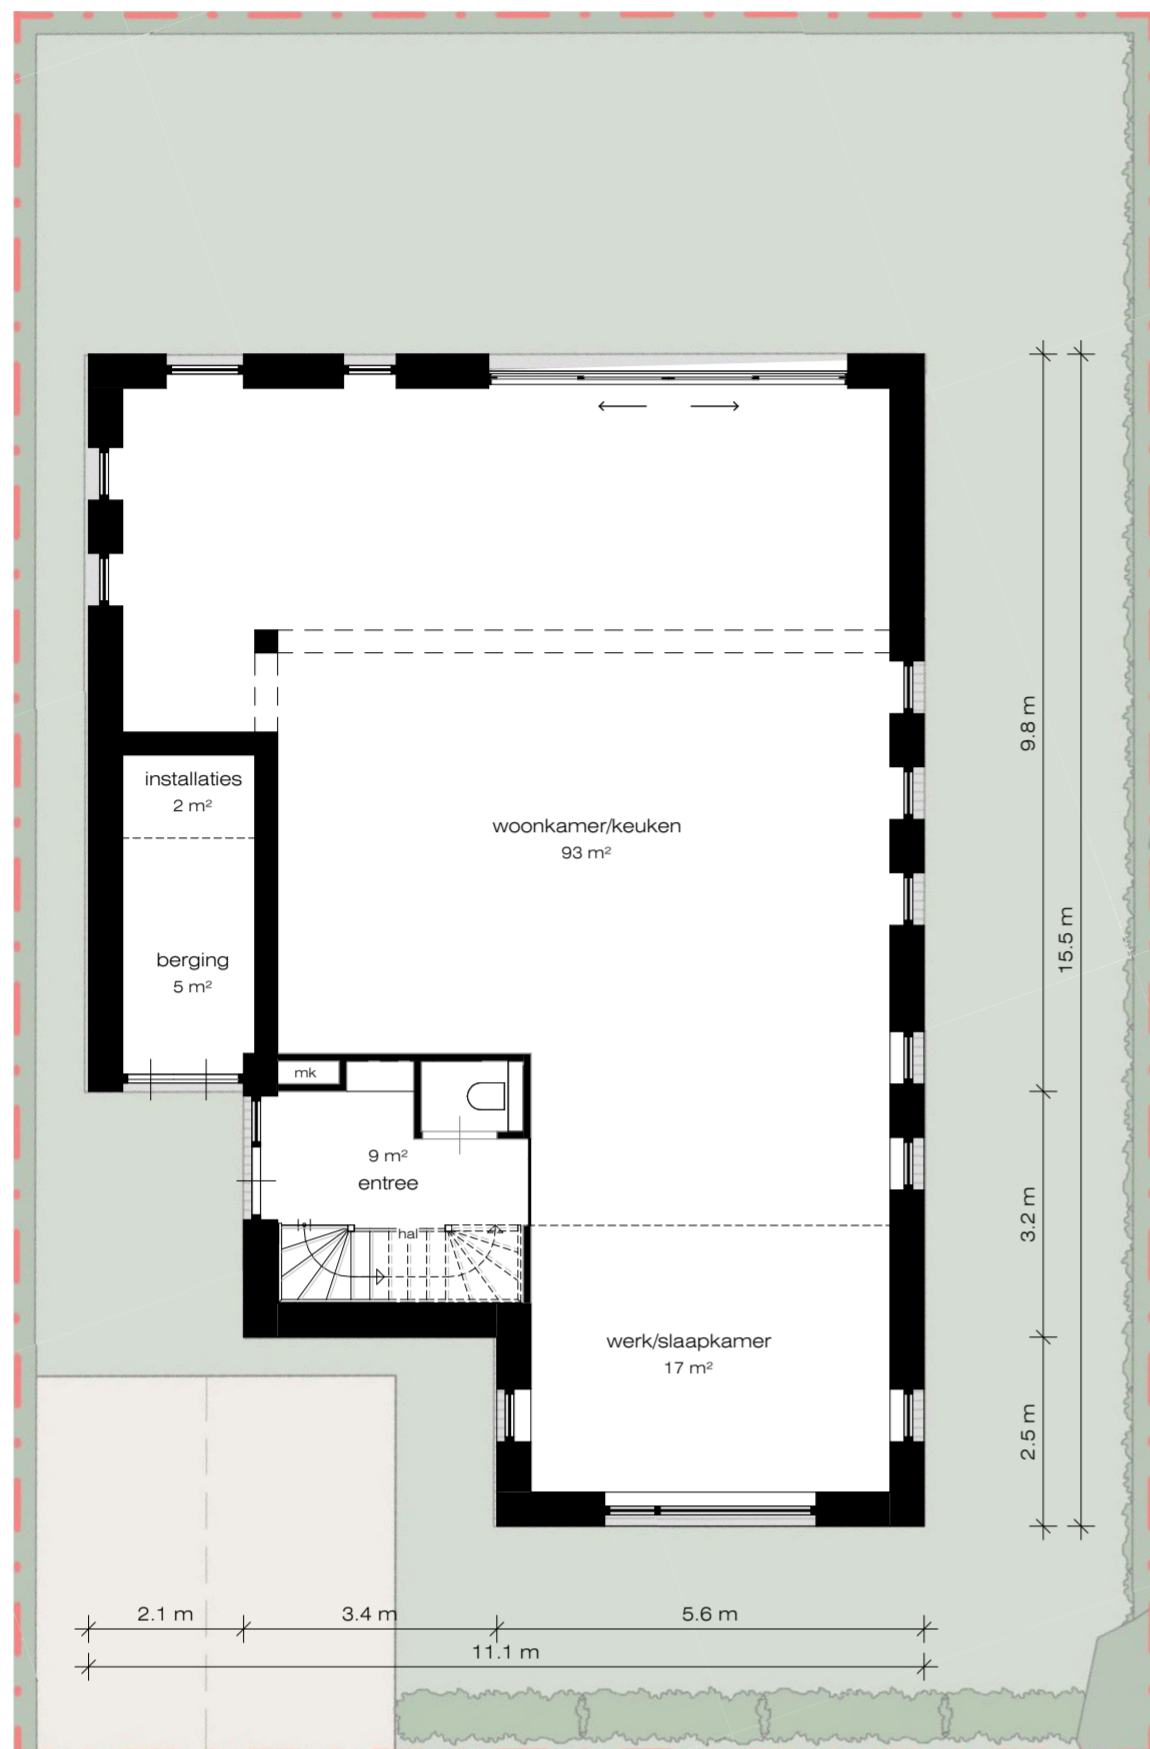 installaties
2 m²
woonkamer/keuken
93 m²
berging
5 m²
mk
9 m²
entree
hal
werk/slaapkamer
17 m²
9.8 m
15.5 m
3.2 m
2.5 m
2.1 m
3.4 m
5.6 m
11.1 m